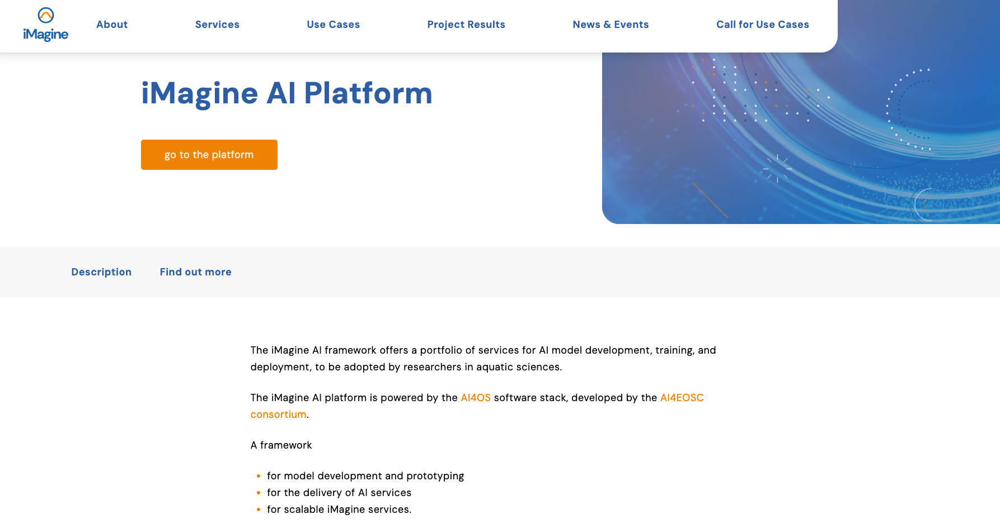 iMagine
About
Services
Use Cases
Project Results
News & Events
Call for Use Cases
iMagine AI Platform
go to the platform
Description
Find out more
The iMagine AI framework offers a portfolio of services for AI model development, training, and
deployment, to be adopted by researchers in aquatic sciences.
The iMagine AI platform is powered by the AI4OS software stack, developed by the AI4EOSC
consortium.
A framework
for model development and prototyping
for the delivery of AI services
for scalable iMagine services.